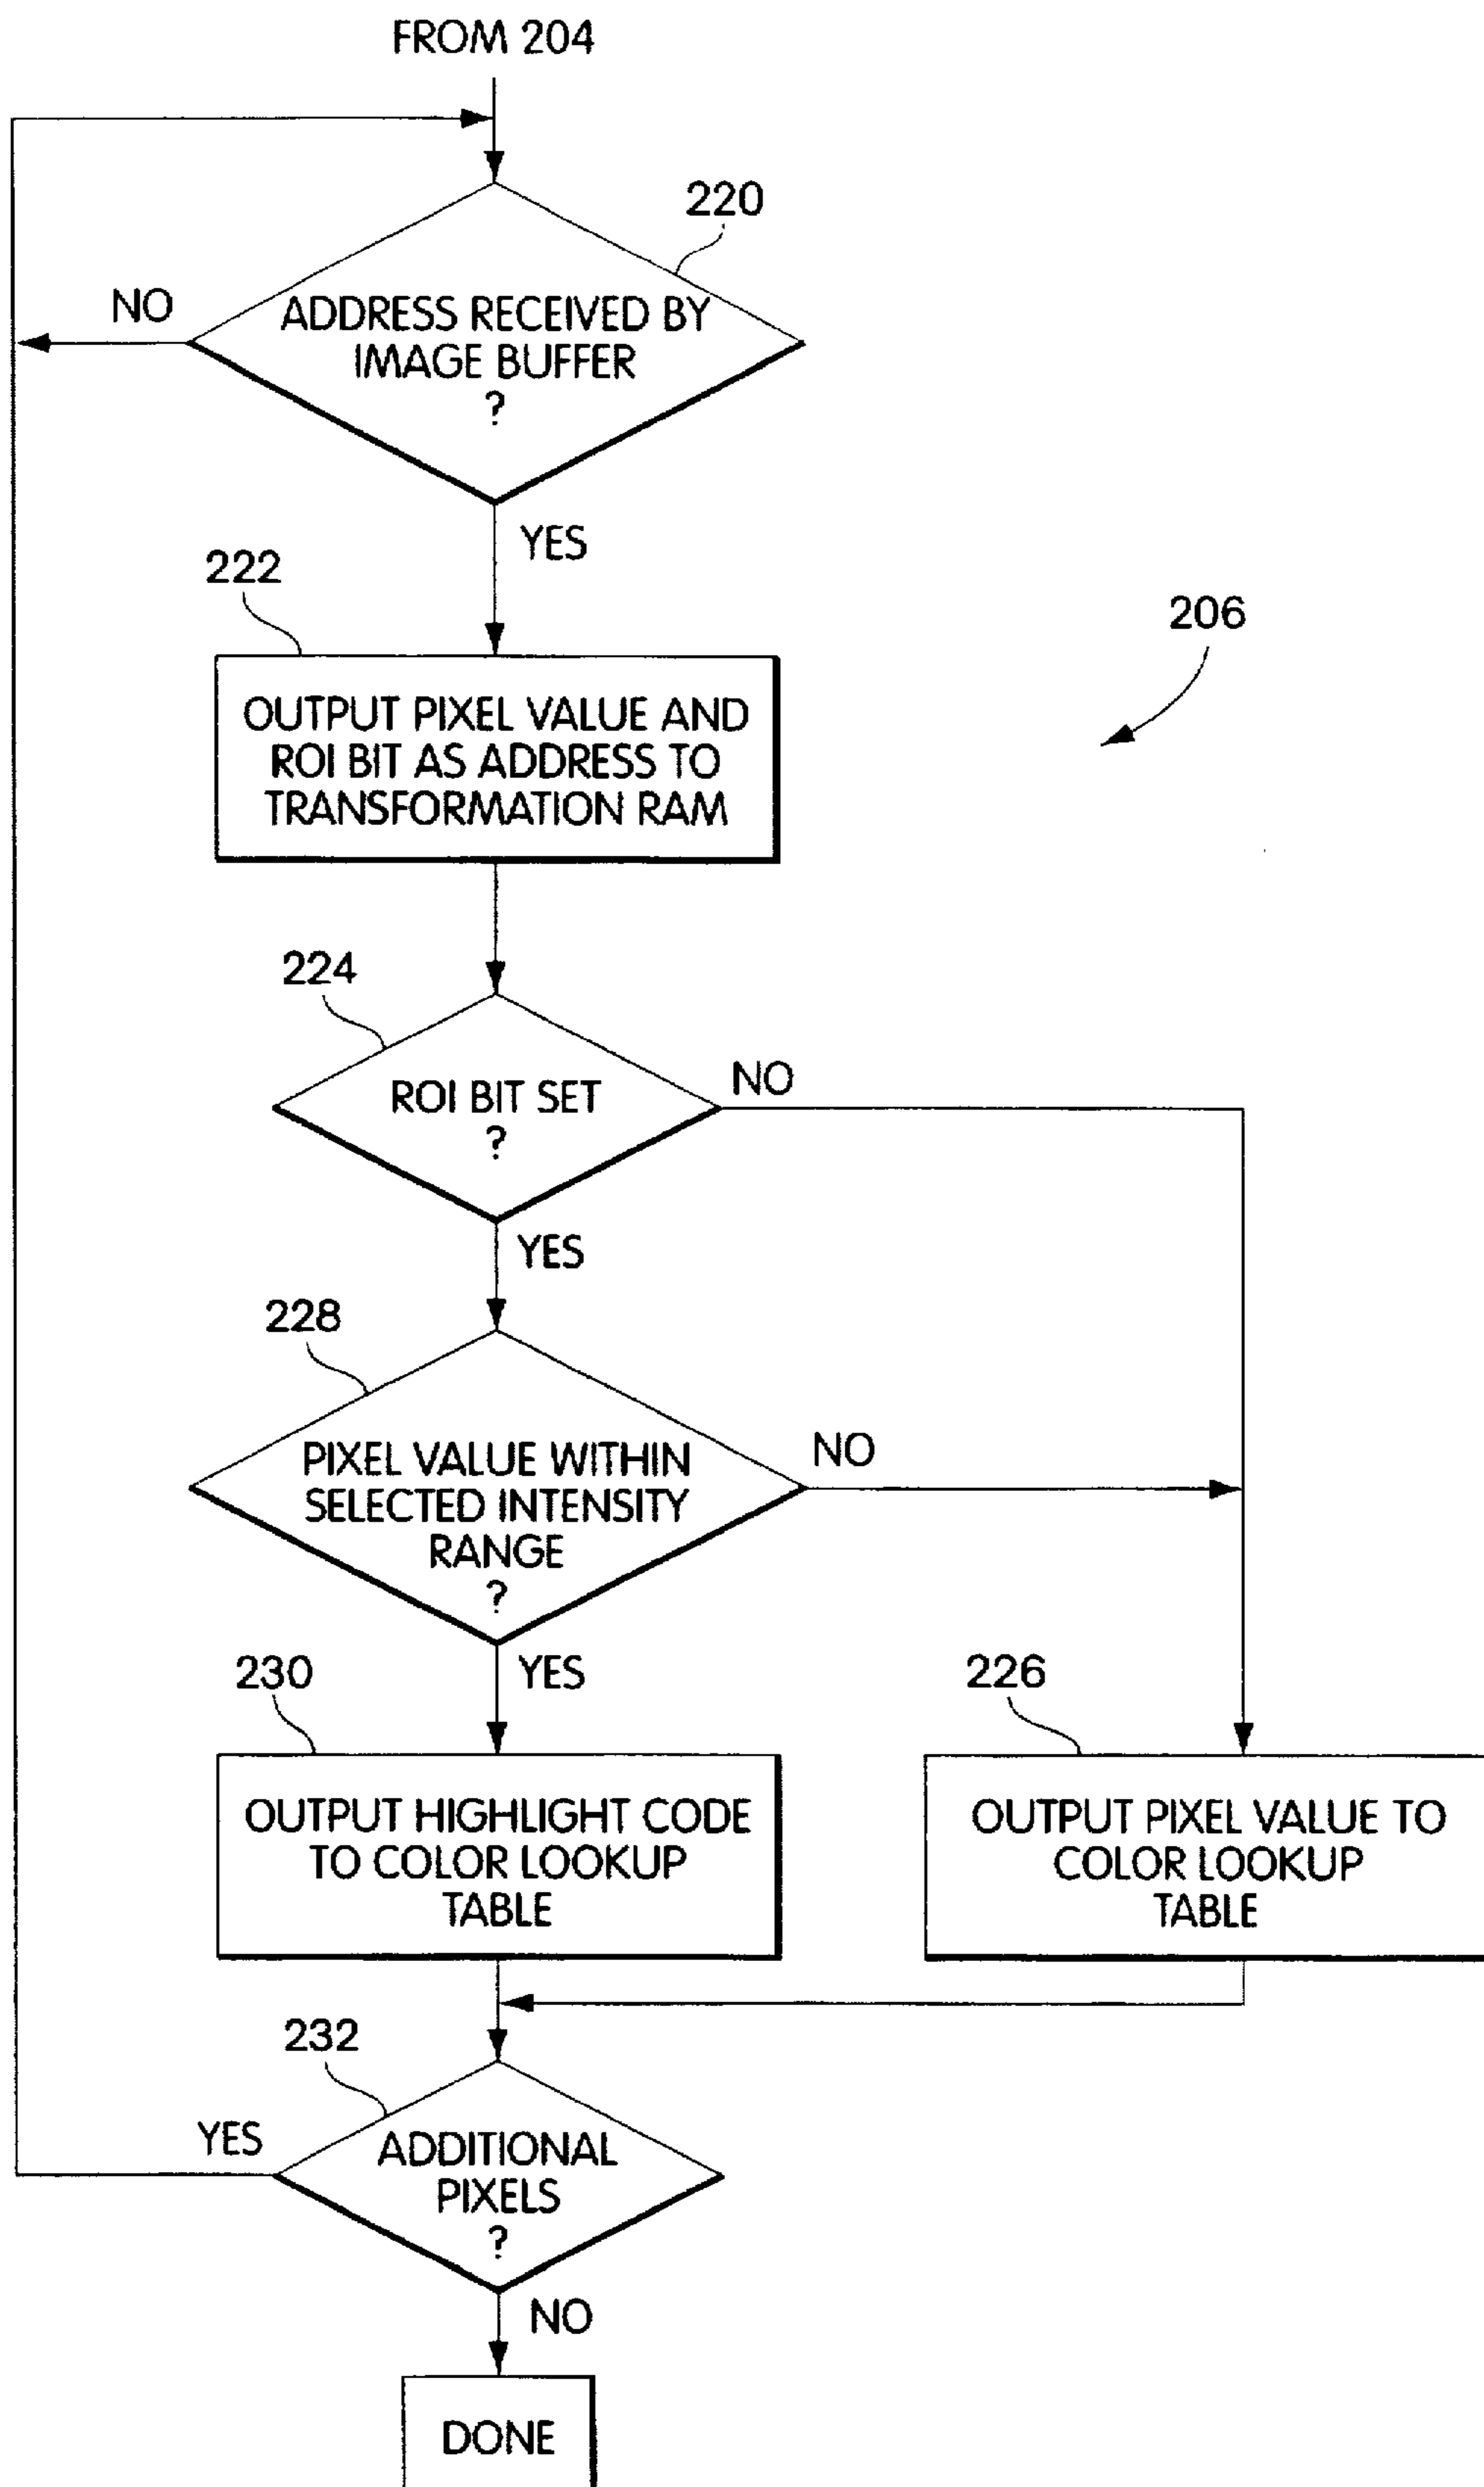 FROM 204
220
NO
ADDRESS RECEIVED BY
IMAGE BUFFER
?
YES
222
206
OUTPUT PIXEL VALUE AND
ROI BIT AS ADDRESS TO
TRANSFORMATION RAM
224
NO
ROI BIT SET
?
YES
228
NO
PIXEL VALUE WITHIN
SELECTED INTENSITY
RANGE
?
YES
230
226
OUTPUT HIGHLIGHT CODE
TO COLOR LOOKUP
TABLE
OUTPUT PIXEL VALUE TO
COLOR LOOKUP
TABLE
232
YES
ADDITIONAL
PIXELS
?
NO
DONE